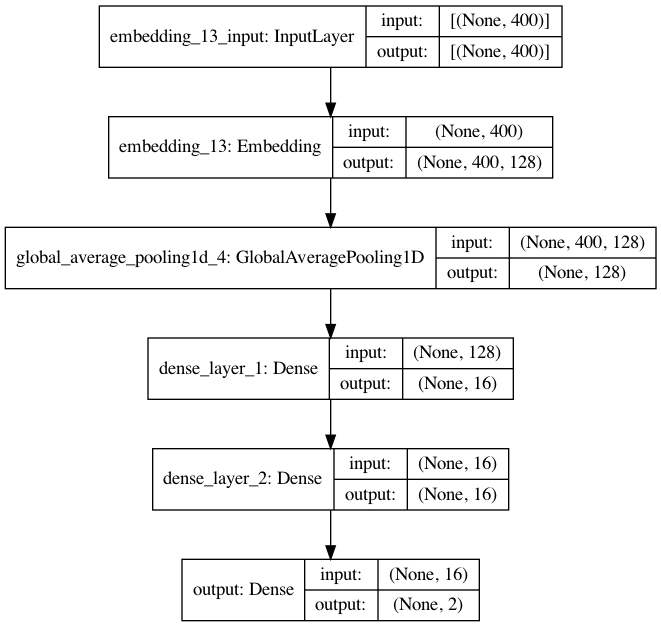 embedding_13_input: InputLayer
input: [(None, 400)]
output: [(None, 400)]
embedding_13: Embedding
input: (None, 400)
output: (None, 400, 128)
global_average_pooling1d_4: GlobalAveragePooling1D
input: (None, 400, 128)
output: (None, 128)
dense_layer_1: Dense
input: (None, 128)
output: (None, 16)
dense_layer_2: Dense
input: (None, 16)
output: (None, 16)
output: Dense
input: (None, 16)
output: (None, 2)